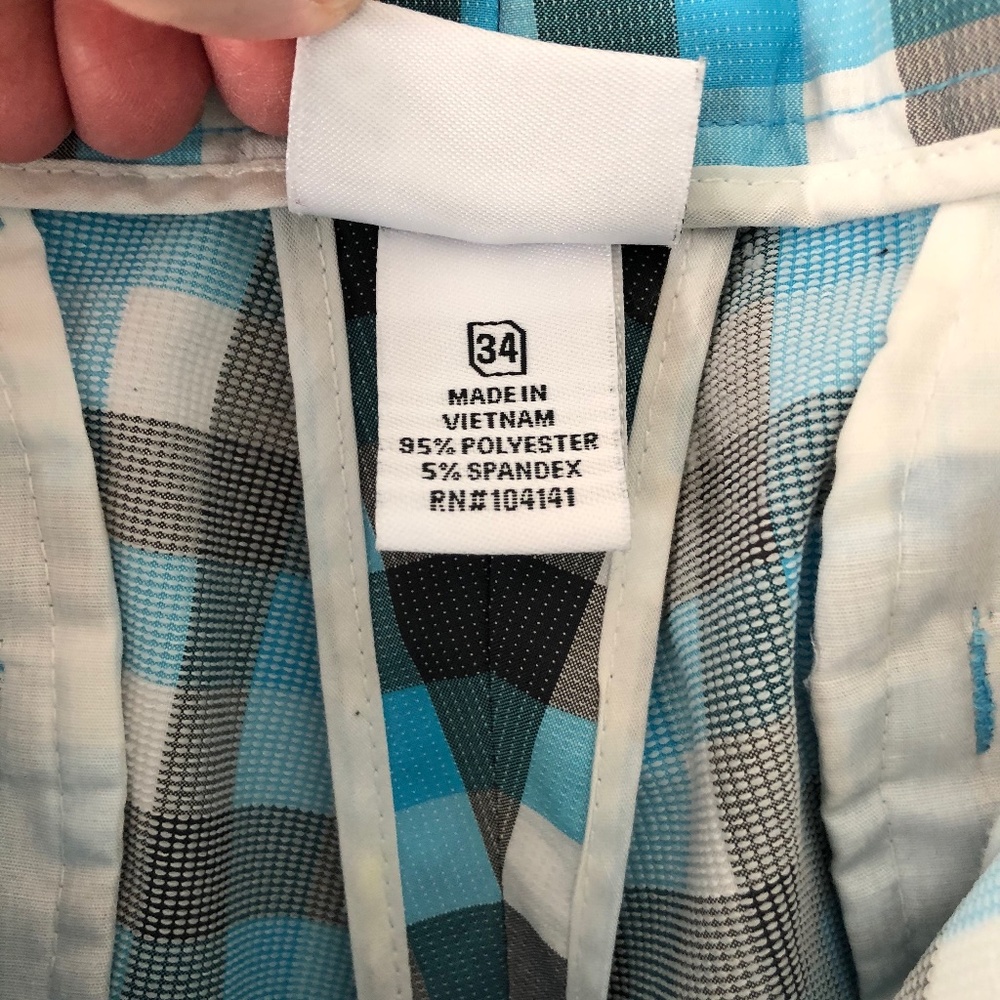 34
MADE IN
VIETNAM
95% POLYESTER
5% SPANDEX
RN#104141